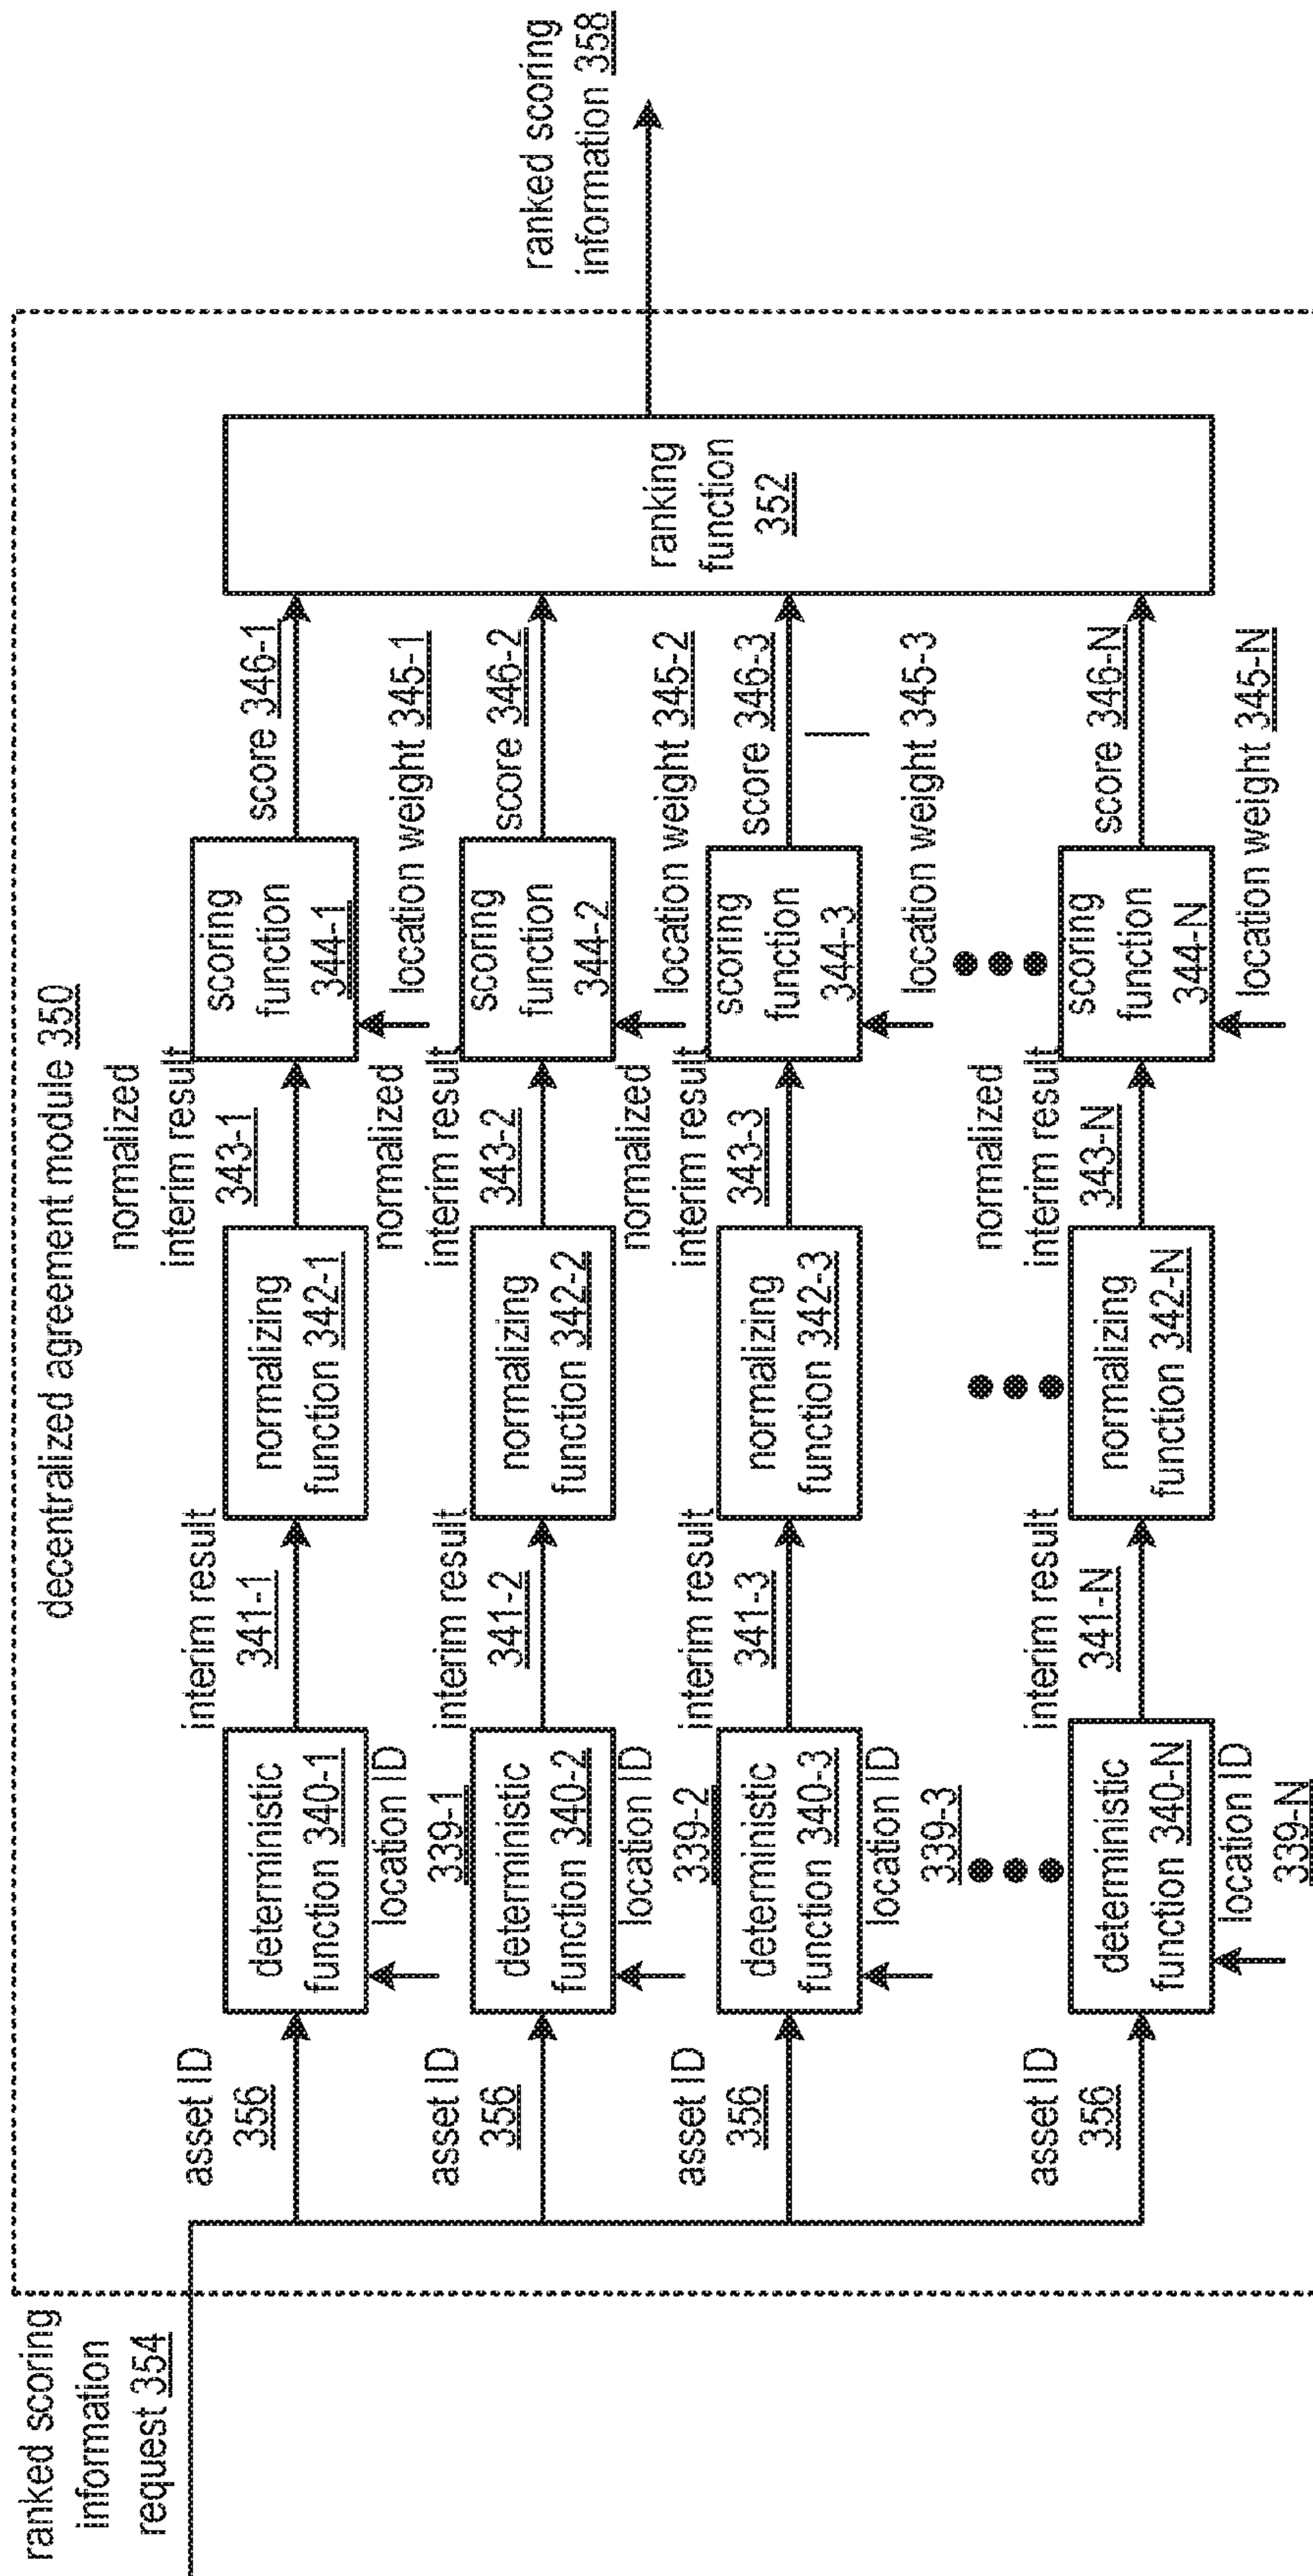 decentralized agreement module 350
ranked scoring
information
request 354
asset ID
356
deterministic
function 340-1
location ID
339-1
interim result
341-1
normalizing
function 342-1
normalized
interim result
343-1
scoring
function
344-1
location weight 345-1
score 346-1
asset ID
356
deterministic
function 340-2
location ID
339-2
interim result
341-2
normalizing
function 342-2
normalized
interim result
343-2
scoring
function
344-2
location weight 345-2
score 346-2
asset ID
356
deterministic
function 340-3
location ID
339-3
interim result
341-3
normalizing
function 342-3
normalized
interim result
343-3
scoring
function
344-3
location weight 345-3
score 346-3
asset ID
356
deterministic
function 340-N
location ID
339-N
interim result
341-N
normalizing
function 342-N
normalized
interim result
343-N
scoring
function
344-N
location weight 345-N
score 346-N
ranking
function
352
ranked scoring
information 358